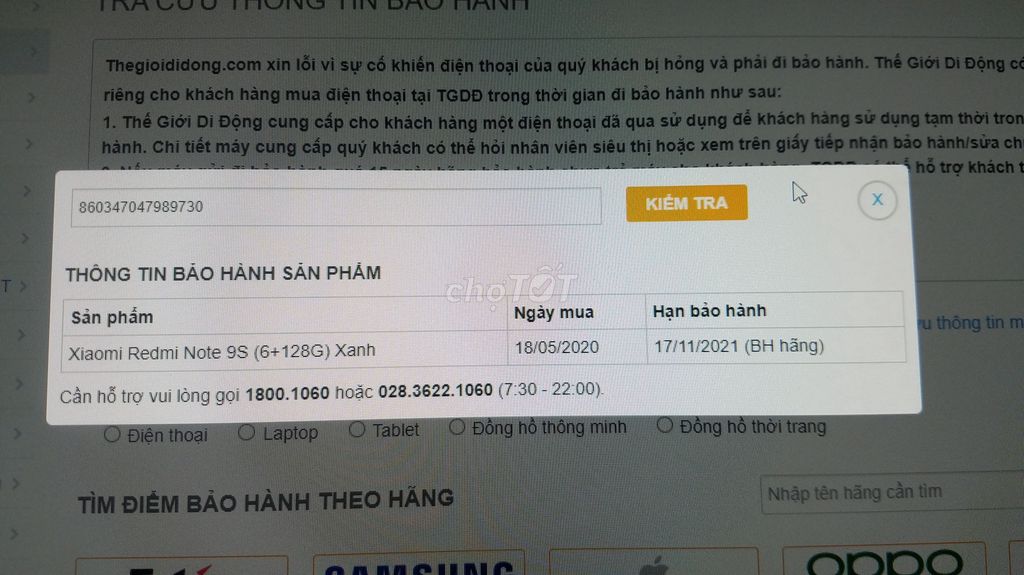 TRA CỨU THÔNG TIN BẢO HÀNH
Thegioididong.com xin lỗi vì sự cố khiến điện thoại của quý khách bị hỏng và phải đi bảo hành. Thế Giới Di Động có
riêng cho khách hàng mua điện thoại tại TGDĐ trong thời gian đi bảo hành như sau:
1. Thế Giới Di Động cung cấp cho khách hàng một điện thoại đã qua sử dụng để khách hàng sử dụng tạm thời tron
hành. Chi tiết máy cung cấp quý khách có thể hỏi nhân viên siêu thị hoặc xem trên giấy tiếp nhận bảo hành/sửa ch
hỗ trợ khách t
860347047989730
KIỂM TRA
X
THÔNG TIN BẢO HÀNH SẢN PHẨM
chợTỐT
Sản phẩm Ngày mua Hạn bảo hành
Xiaomi Redmi Note 9S (6+128G) Xanh 18/05/2020 17/11/2021 (BH hãng)
Cần hỗ trợ vui lòng gọi 1800.1060 hoặc 028.3622.1060 (7:30 - 22:00).
T
thông tin m
Điện thoại Laptop Tablet Đồng hồ thông minh Đồng hồ thời trang
TÌM ĐIỂM BẢO HÀNH THEO HÃNG
Nhập tên hãng cần tìm
SAMSUNG
oppo